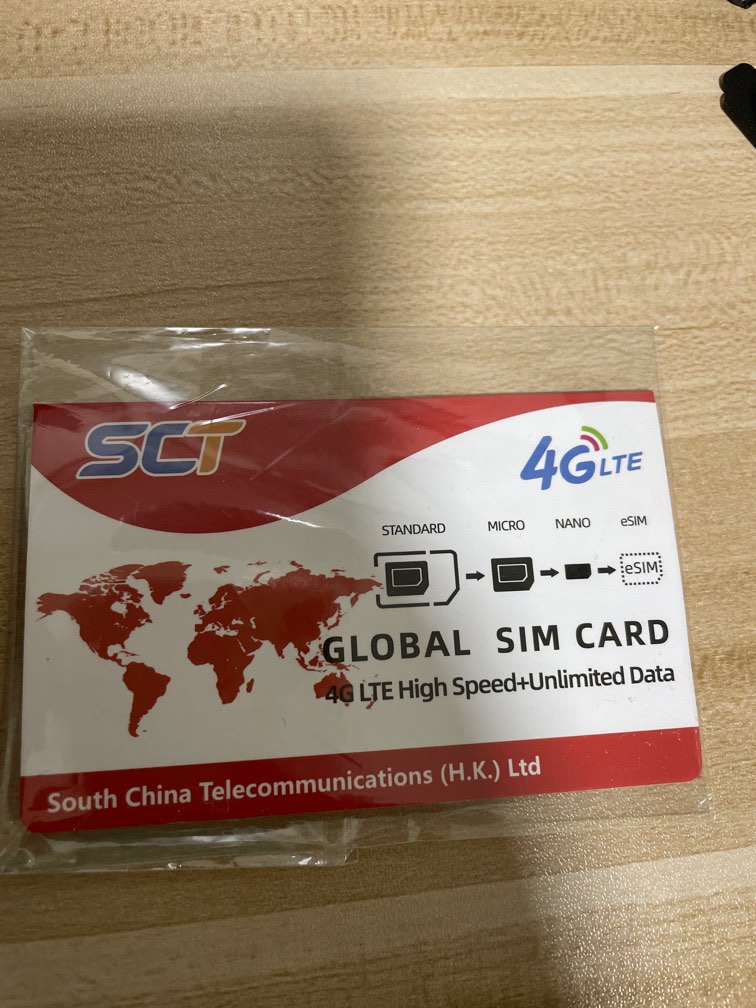 SCT
4G LTE
STANDARD MICRO NANO eSIM
eSIM
GLOBAL SIM CARD
4G LTE High Speed+Unlimited Data
South China Telecommunications (H.K.) Ltd